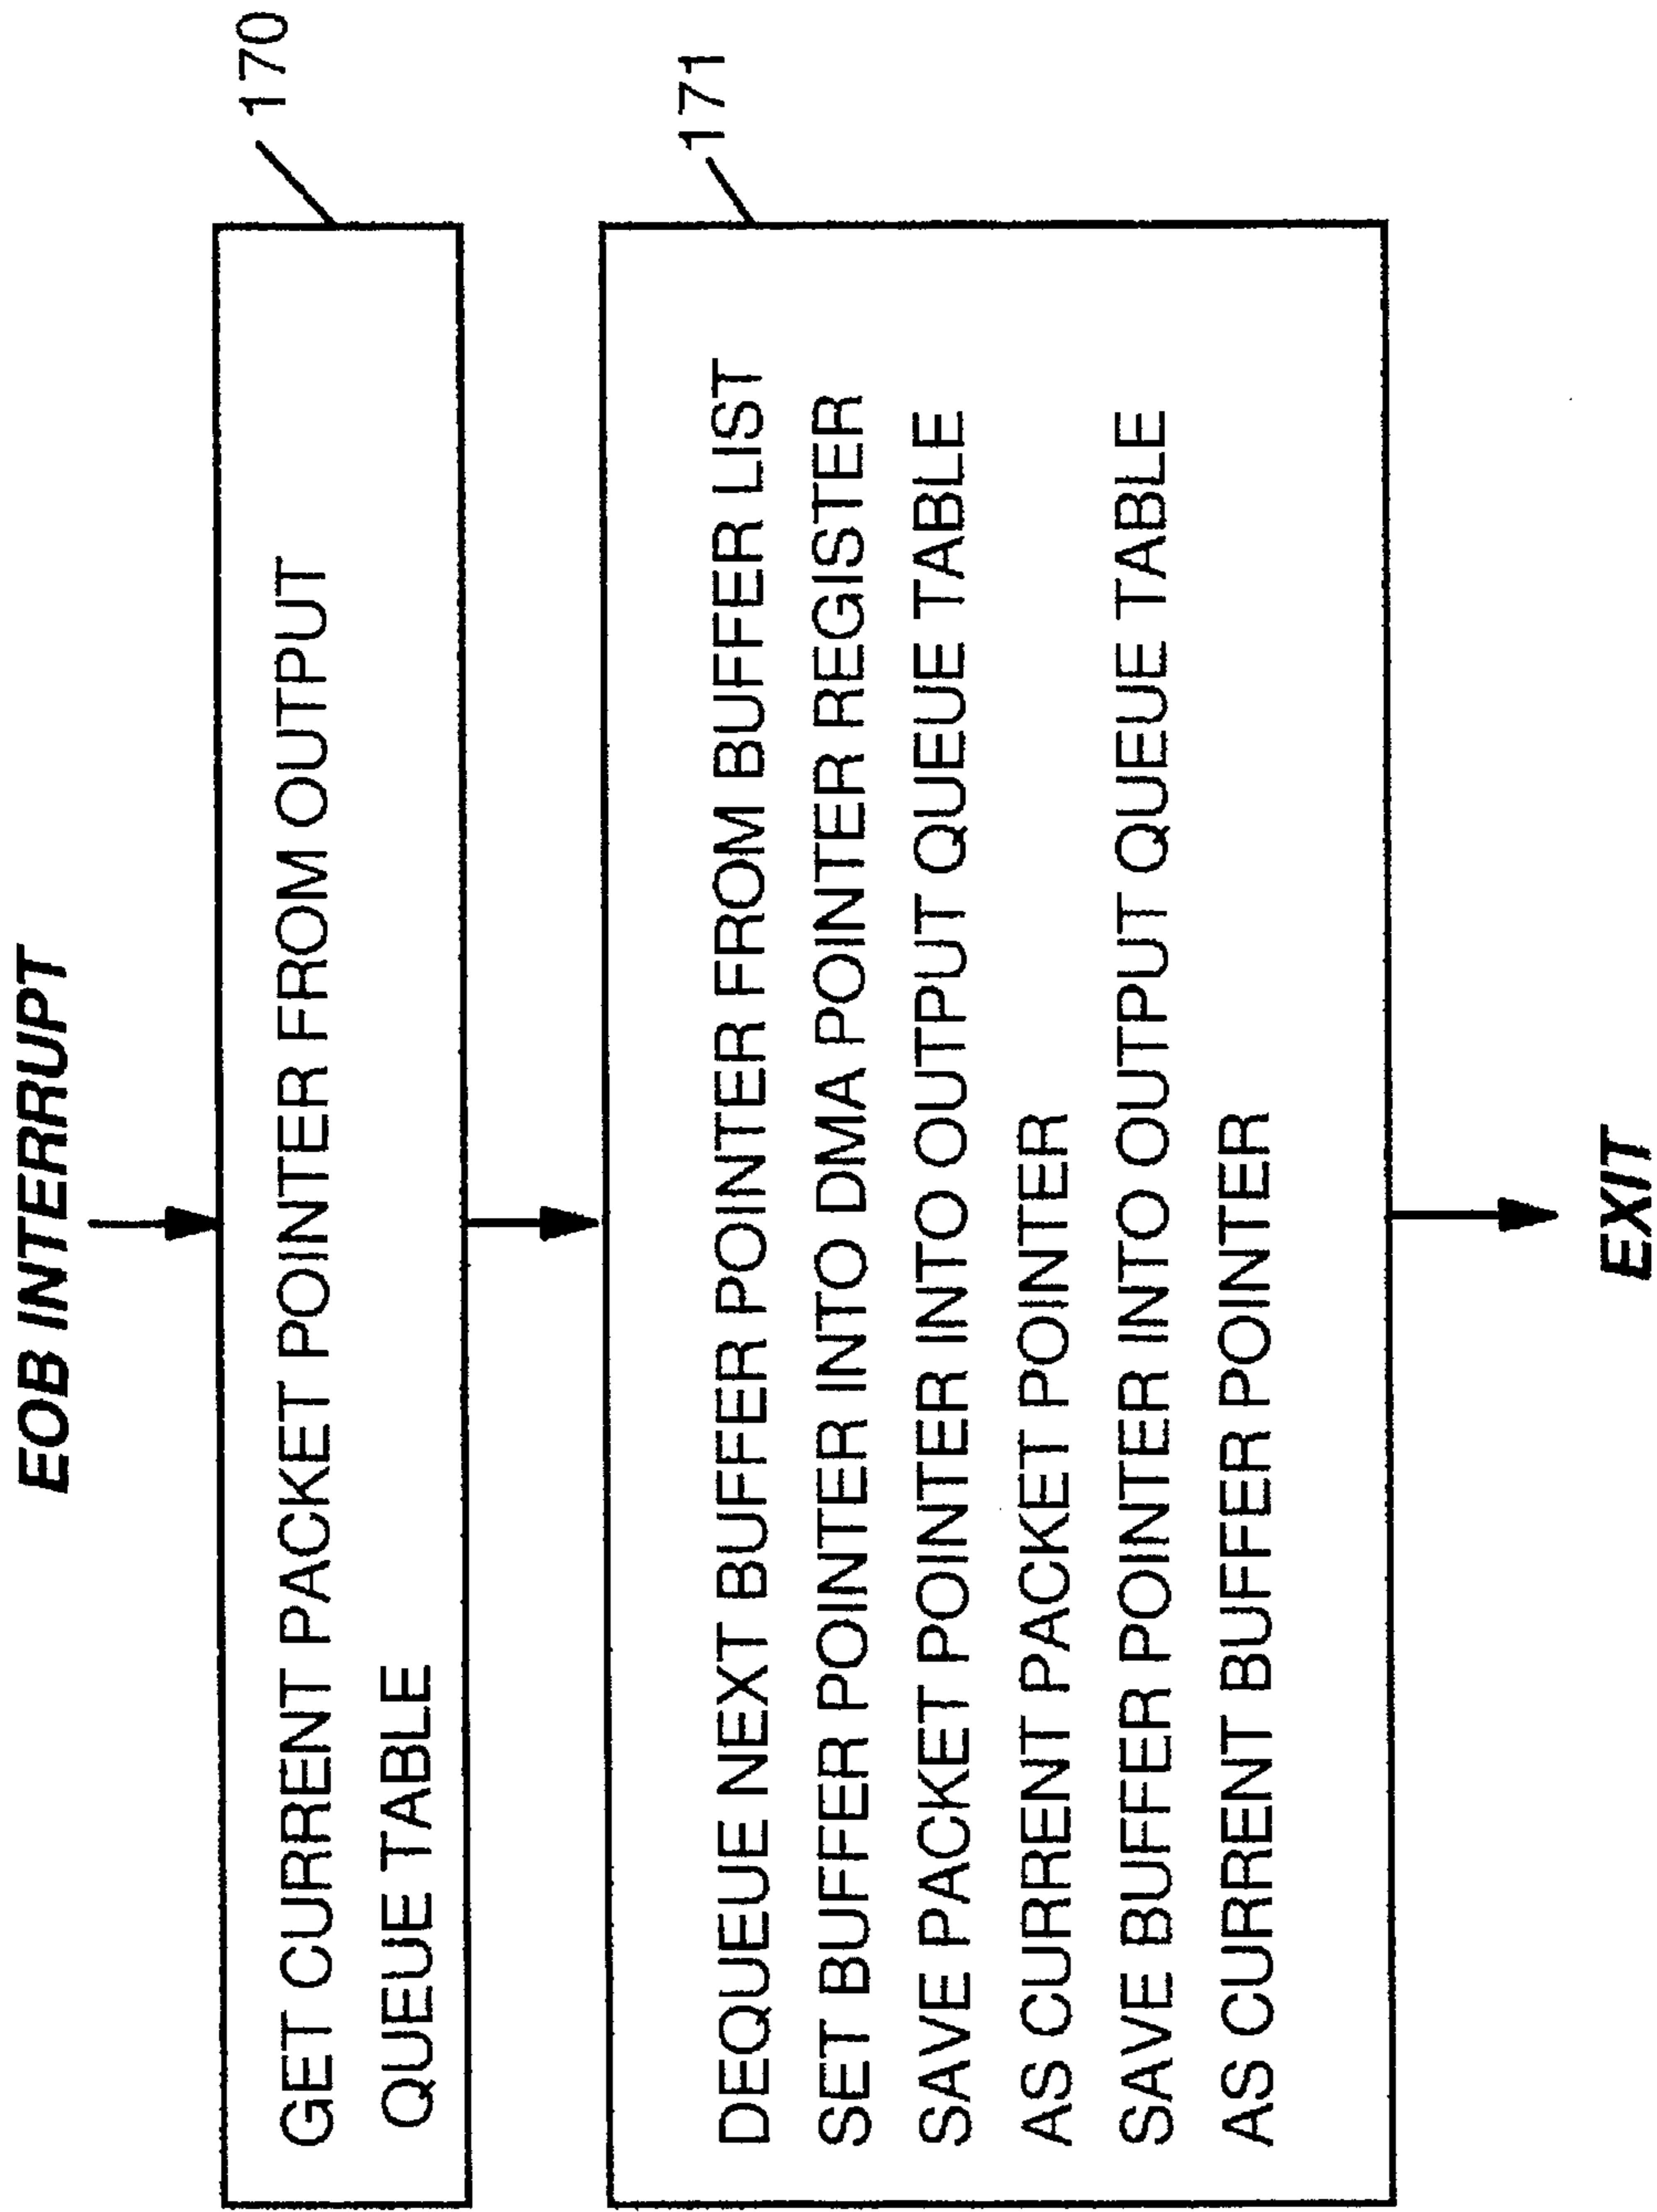 EOB INTERRUPT
170
GET CURRENT PACKET POINTER FROM OUTPUT
QUEUE TABLE
171
DEQUEUE NEXT BUFFER POINTER FROM BUFFER LIST
SET BUFFER POINTER INTO DMA POINTER REGISTER
SAVE PACKET POINTER INTO OUTPUT QUEUE TABLE
AS CURRENT PACKET POINTER
SAVE BUFFER POINTER INTO OUTPUT QUEUE TABLE
AS CURRENT BUFFER POINTER
EXIT